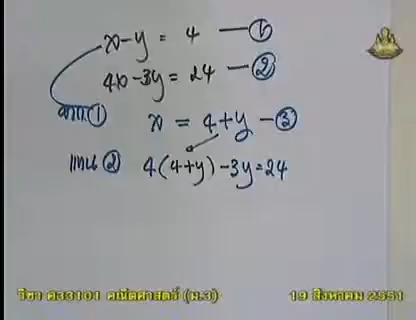 x - y = 4 — ①
4x - 3y = 24 — ②
จาก ① x = 4 + y — ③
แทน ② 4(4+y) - 3y = 24
วิชา ค33101 คณิตศาสตร์ (ม.3) 19 สิงหาคม 2551